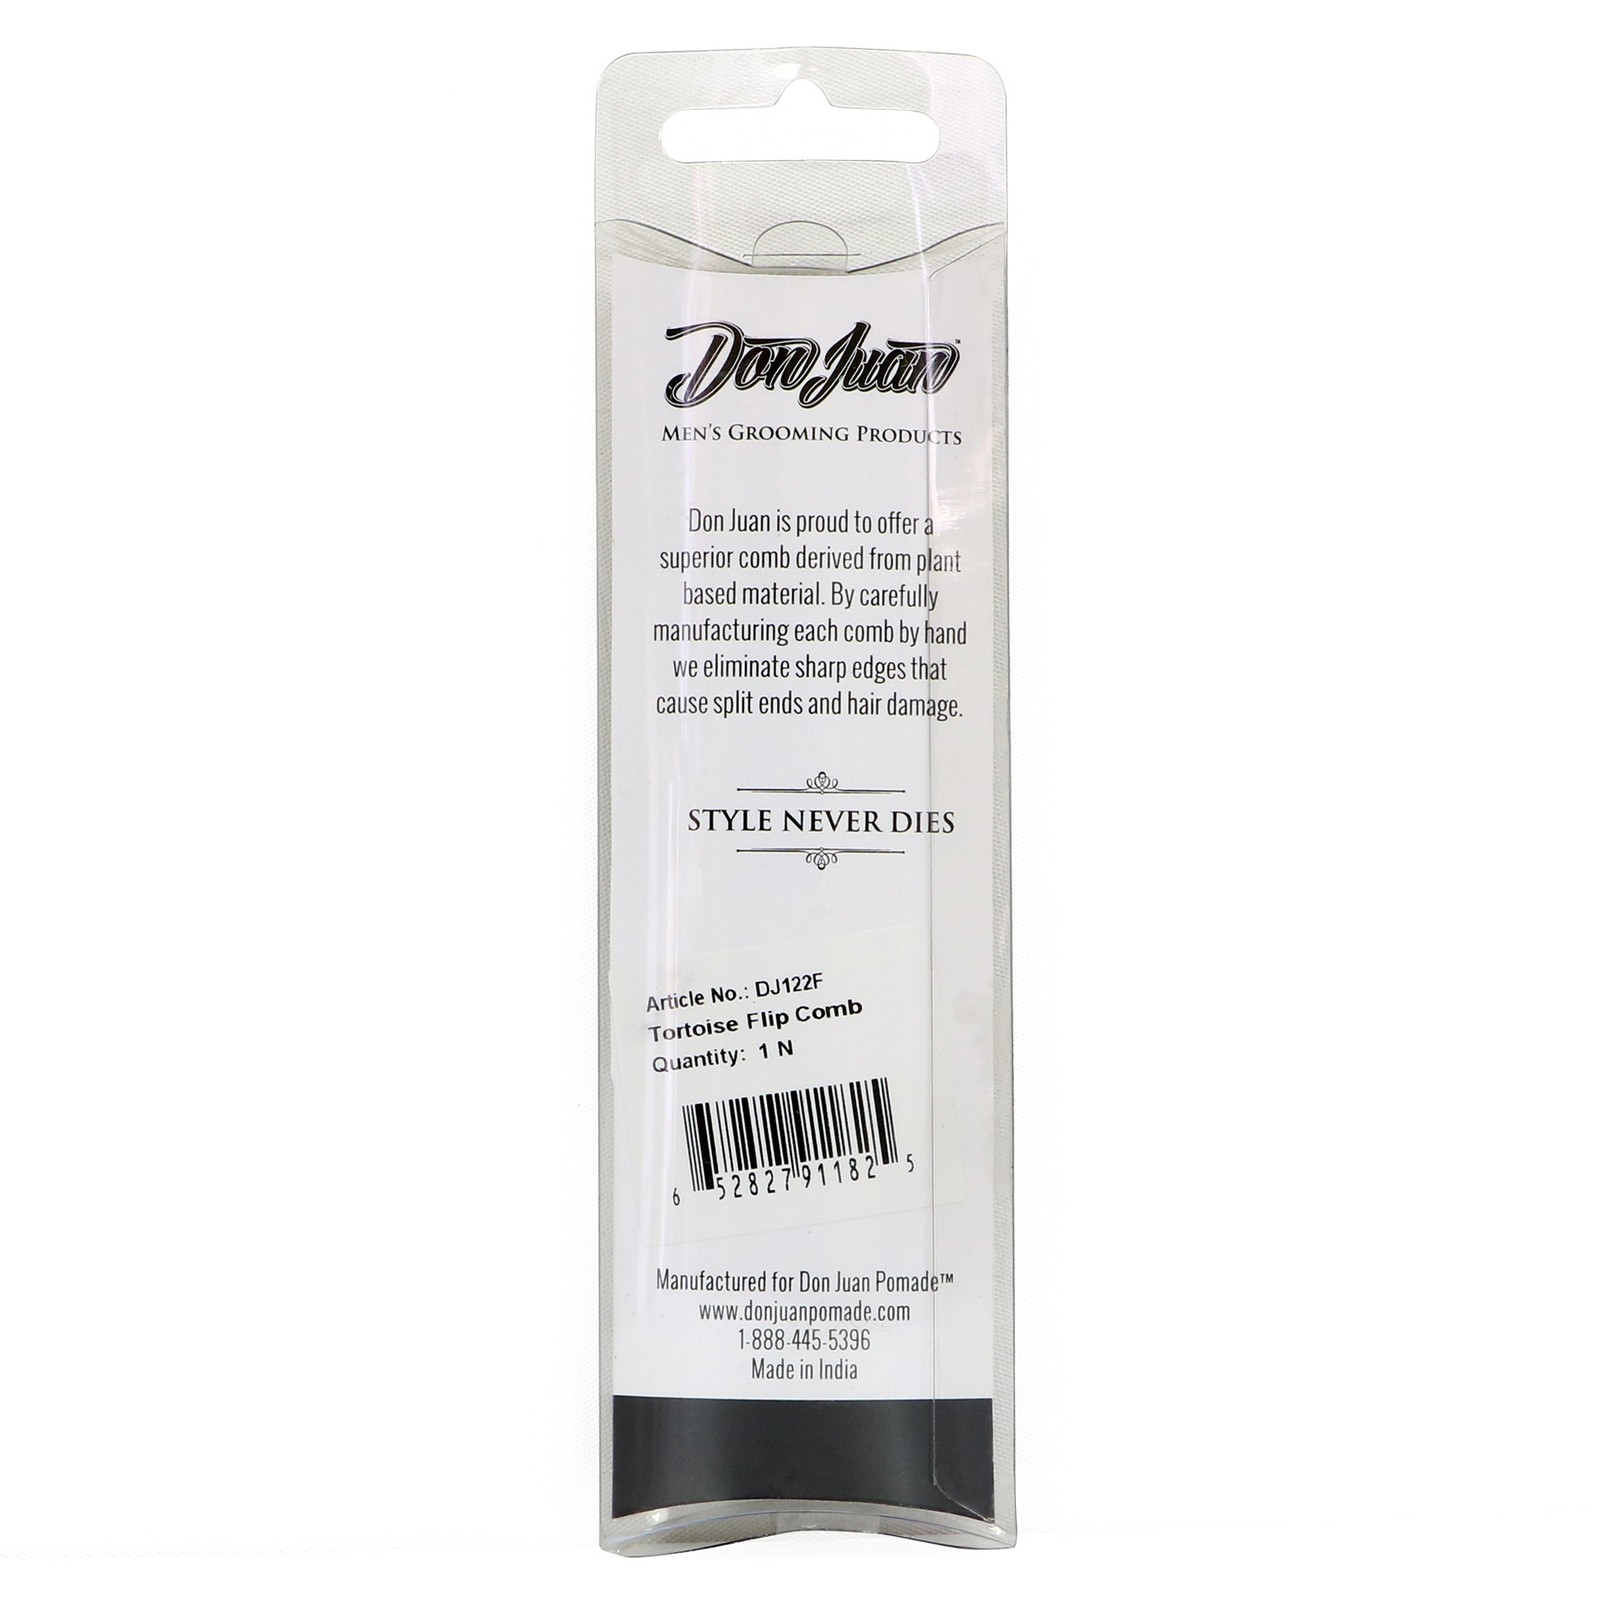 Don Juan™
MEN'S GROOMING PRODUCTS
Don Juan is proud to offer a
superior comb derived from plant
based material. By carefully
manufacturing each comb by hand
we eliminate sharp edges that
cause split ends and hair damage.
STYLE NEVER DIES
Article No.: DJ122F
Tortoise Flip Comb
Quantity: 1 N
6 52827 91182 5
Manufactured for Don Juan Pomade™
www.donjuanpomade.com
1-888-445-5396
Made in India